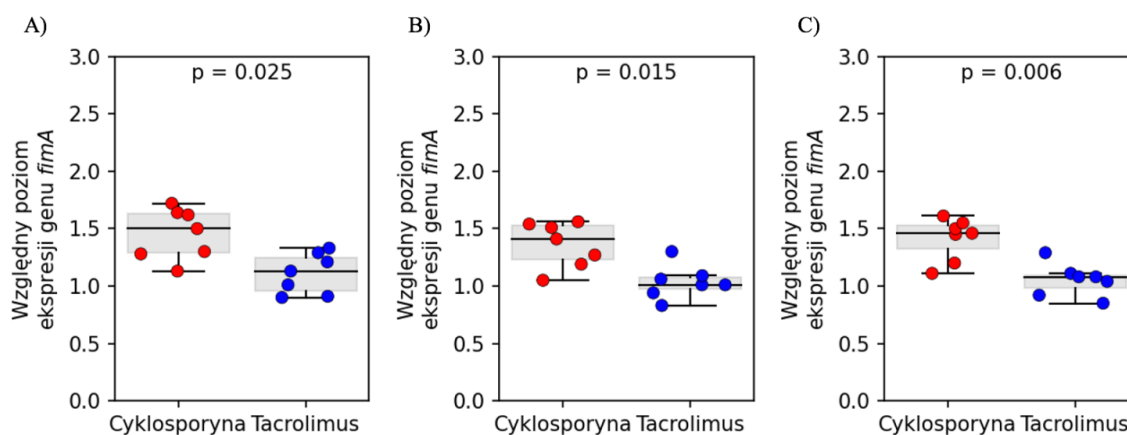 A)
B)
C)
p = 0.025
p = 0.015
p = 0.006
Względny poziom
ekspresji genu fimA
3.0
2.5
2.0
1.5
1.0
0.5
0.0
Cyklosporyna Tacrolimus
Względny poziom
ekspresji genu fimA
3.0
2.5
2.0
1.5
1.0
0.5
0.0
Cyklosporyna Tacrolimus
Względny poziom
ekspresji genu fimA
3.0
2.5
2.0
1.5
1.0
0.5
0.0
Cyklosporyna Tacrolimus